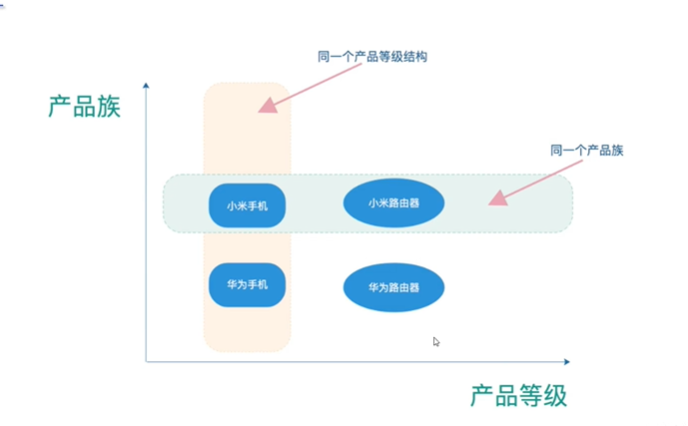 同一个产品等级结构
产品族
同一个产品族
小米手机
小米路由器
华为手机
华为路由器
产品等级